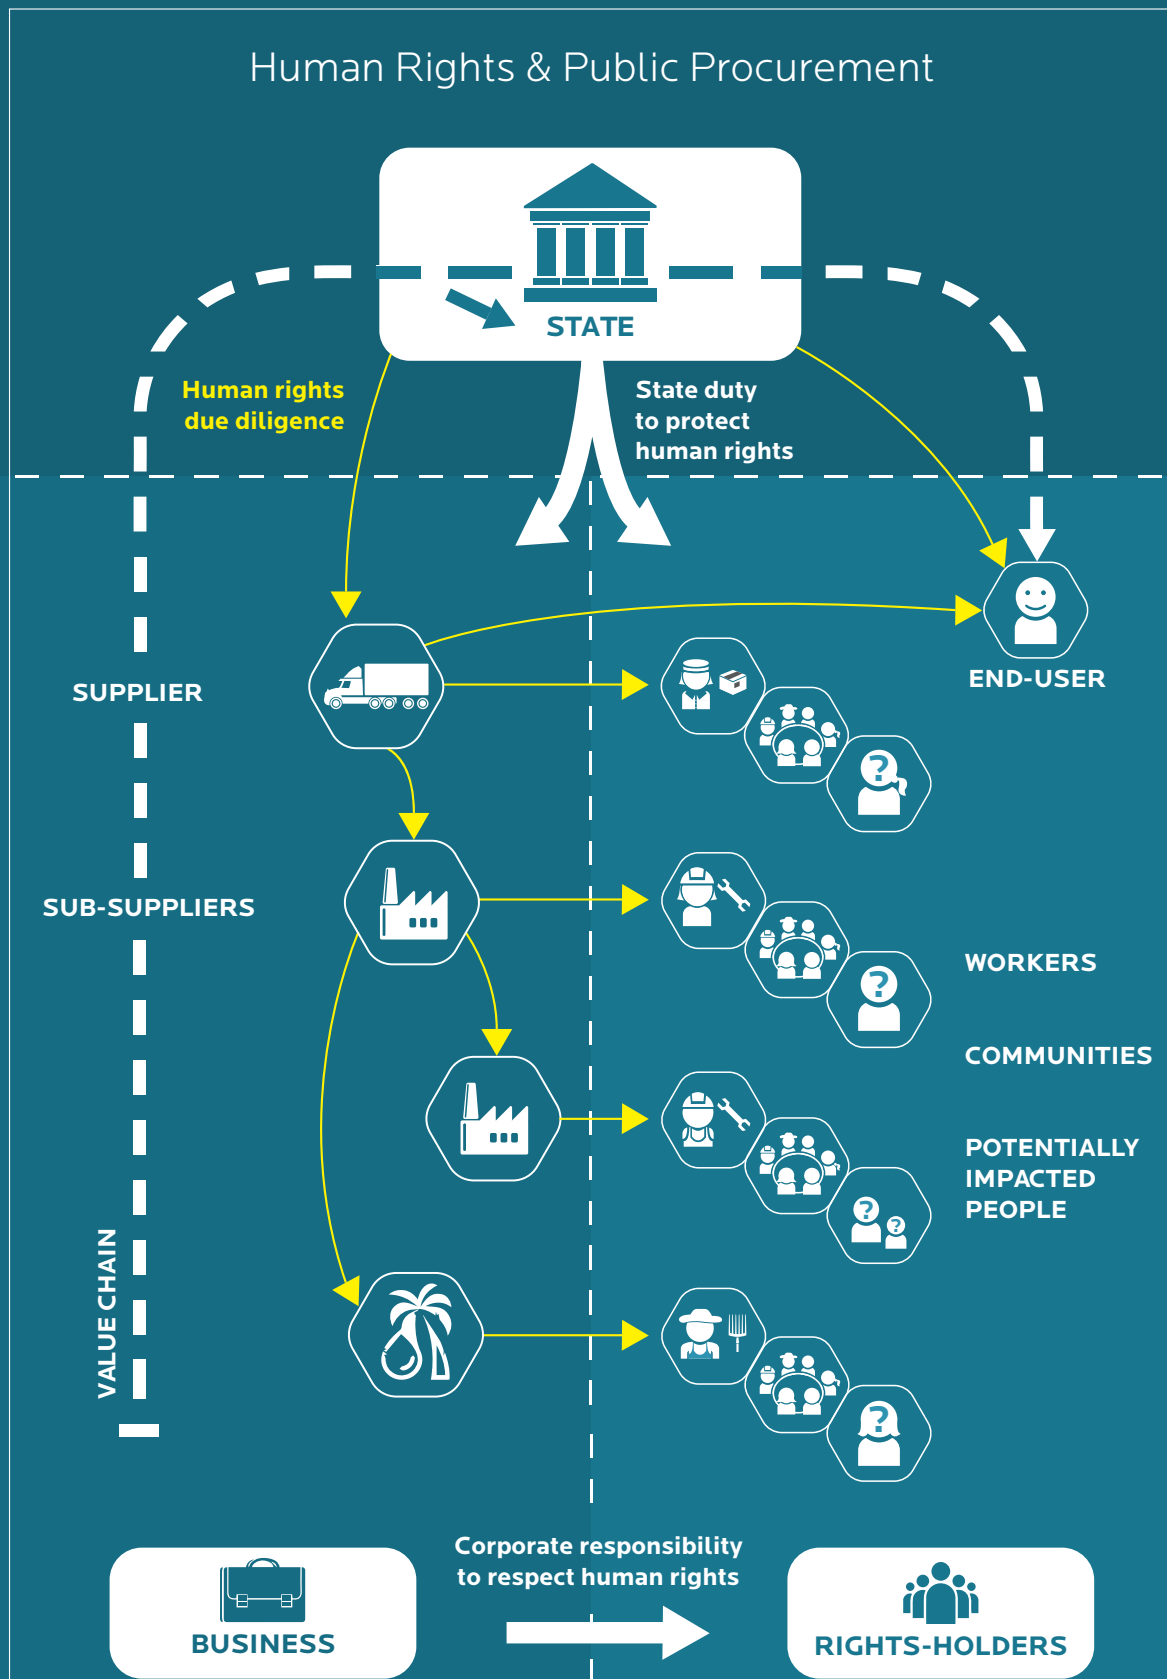 Human Rights & Public Procurement
STATE
Human rights
due diligence
State duty
to protect
human rights
SUPPLIER
END-USER
?
SUB-SUPPLIERS
WORKERS
?
COMMUNITIES
POTENTIALLY
IMPACTED
PEOPLE
?
?
VALUE CHAIN
?
Corporate responsibility
to respect human rights
BUSINESS
RIGHTS-HOLDERS